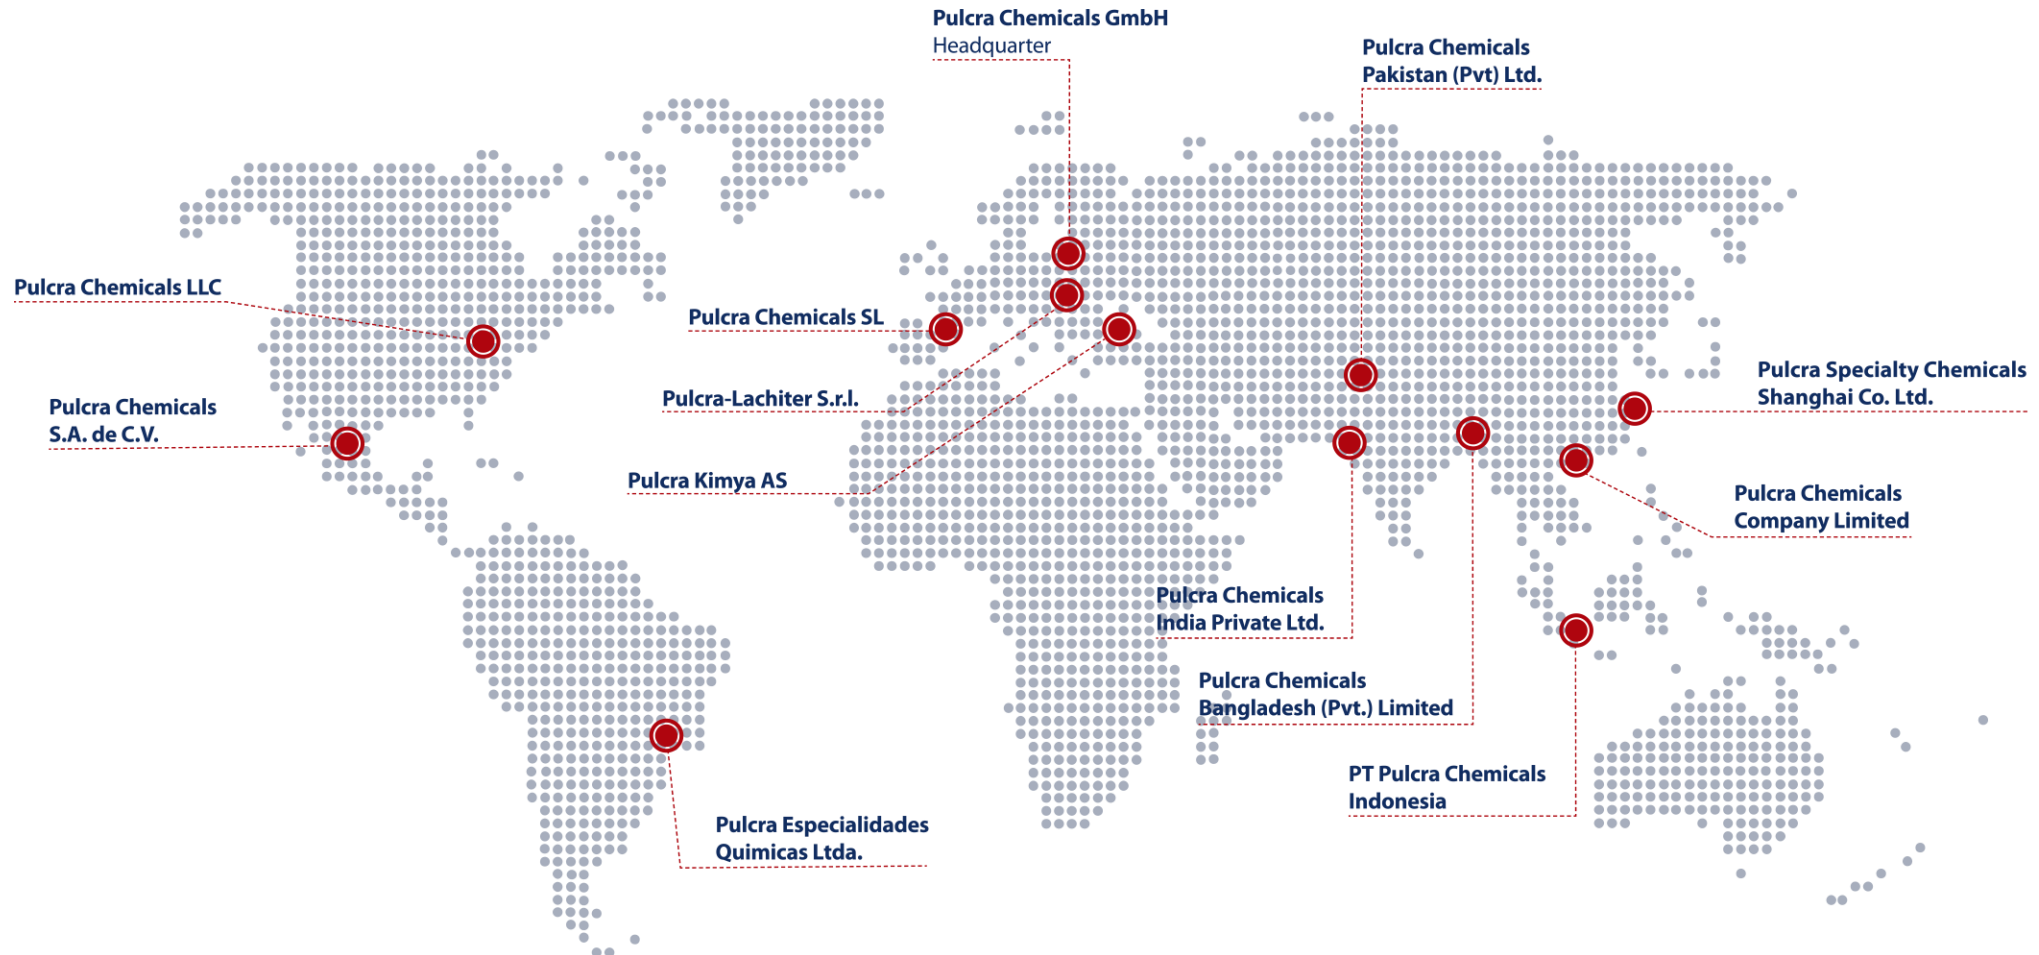 Pulcra Chemicals GmbH
Headquarter
Pulcra Chemicals
Pakistan (Pvt) Ltd.
Pulcra Chemicals LLC
Pulcra Chemicals SL
Pulcra Specialty Chemicals
Shanghai Co. Ltd.
Pulcra-Lachiter S.r.l.
Pulcra Chemicals
S.A. de C.V.
Pulcra Kimya AS
Pulcra Chemicals
Company Limited
Pulcra Chemicals
India Private Ltd.
Pulcra Chemicals
Bangladesh (Pvt.) Limited
PT Pulcra Chemicals
Indonesia
Pulcra Especialidades
Quimicas Ltda.